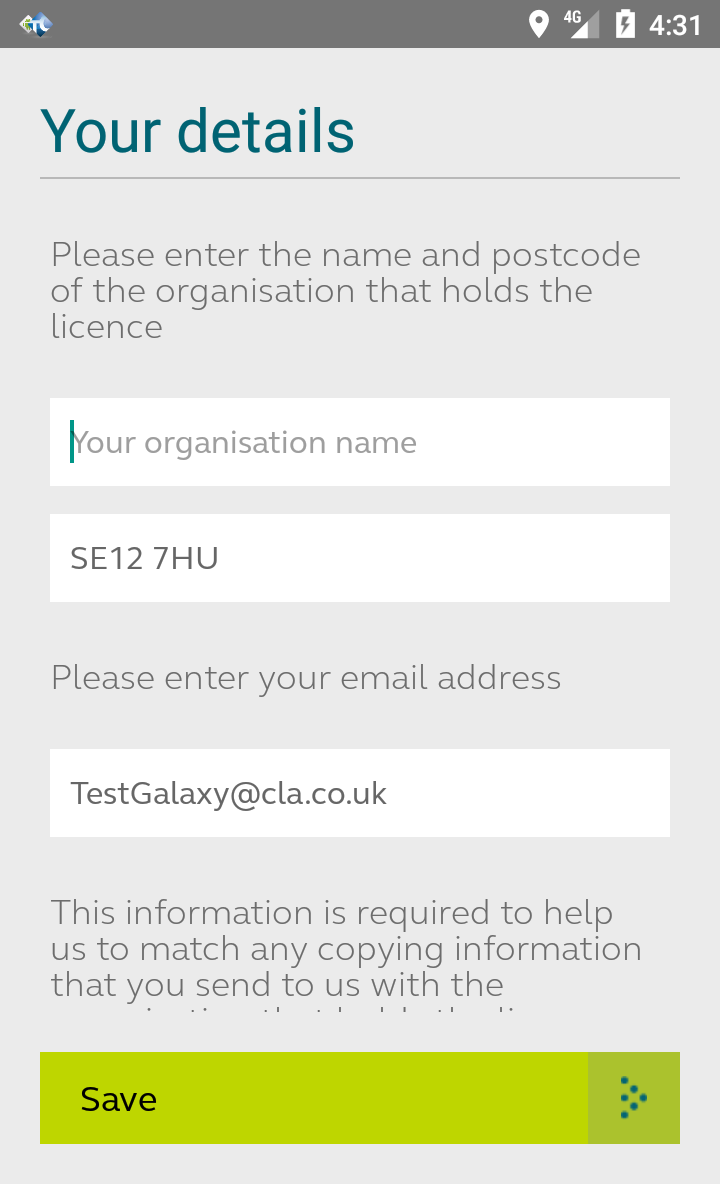 4G 4:31
Your details
Please enter the name and postcode
of the organisation that holds the
licence
Your organisation name
SE12 7HU
Please enter your email address
TestGalaxy@cla.co.uk
This information is required to help
us to match any copying information
that you send to us with the
Save